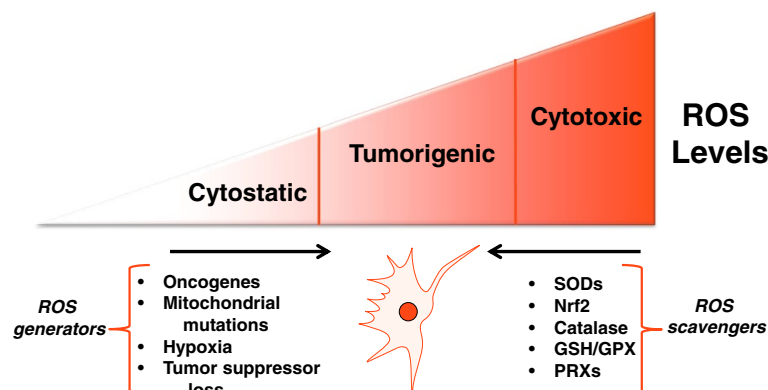 Cytotoxic
ROS
Levels
Tumorigenic
Cytostatic
ROS
generators
• Oncogenes
• Mitochondrial
mutations
• Hypoxia
• Tumor suppressor
loss
• SODs
• Nrf2
• Catalase
• GSH/GPX
• PRXs
ROS
scavengers